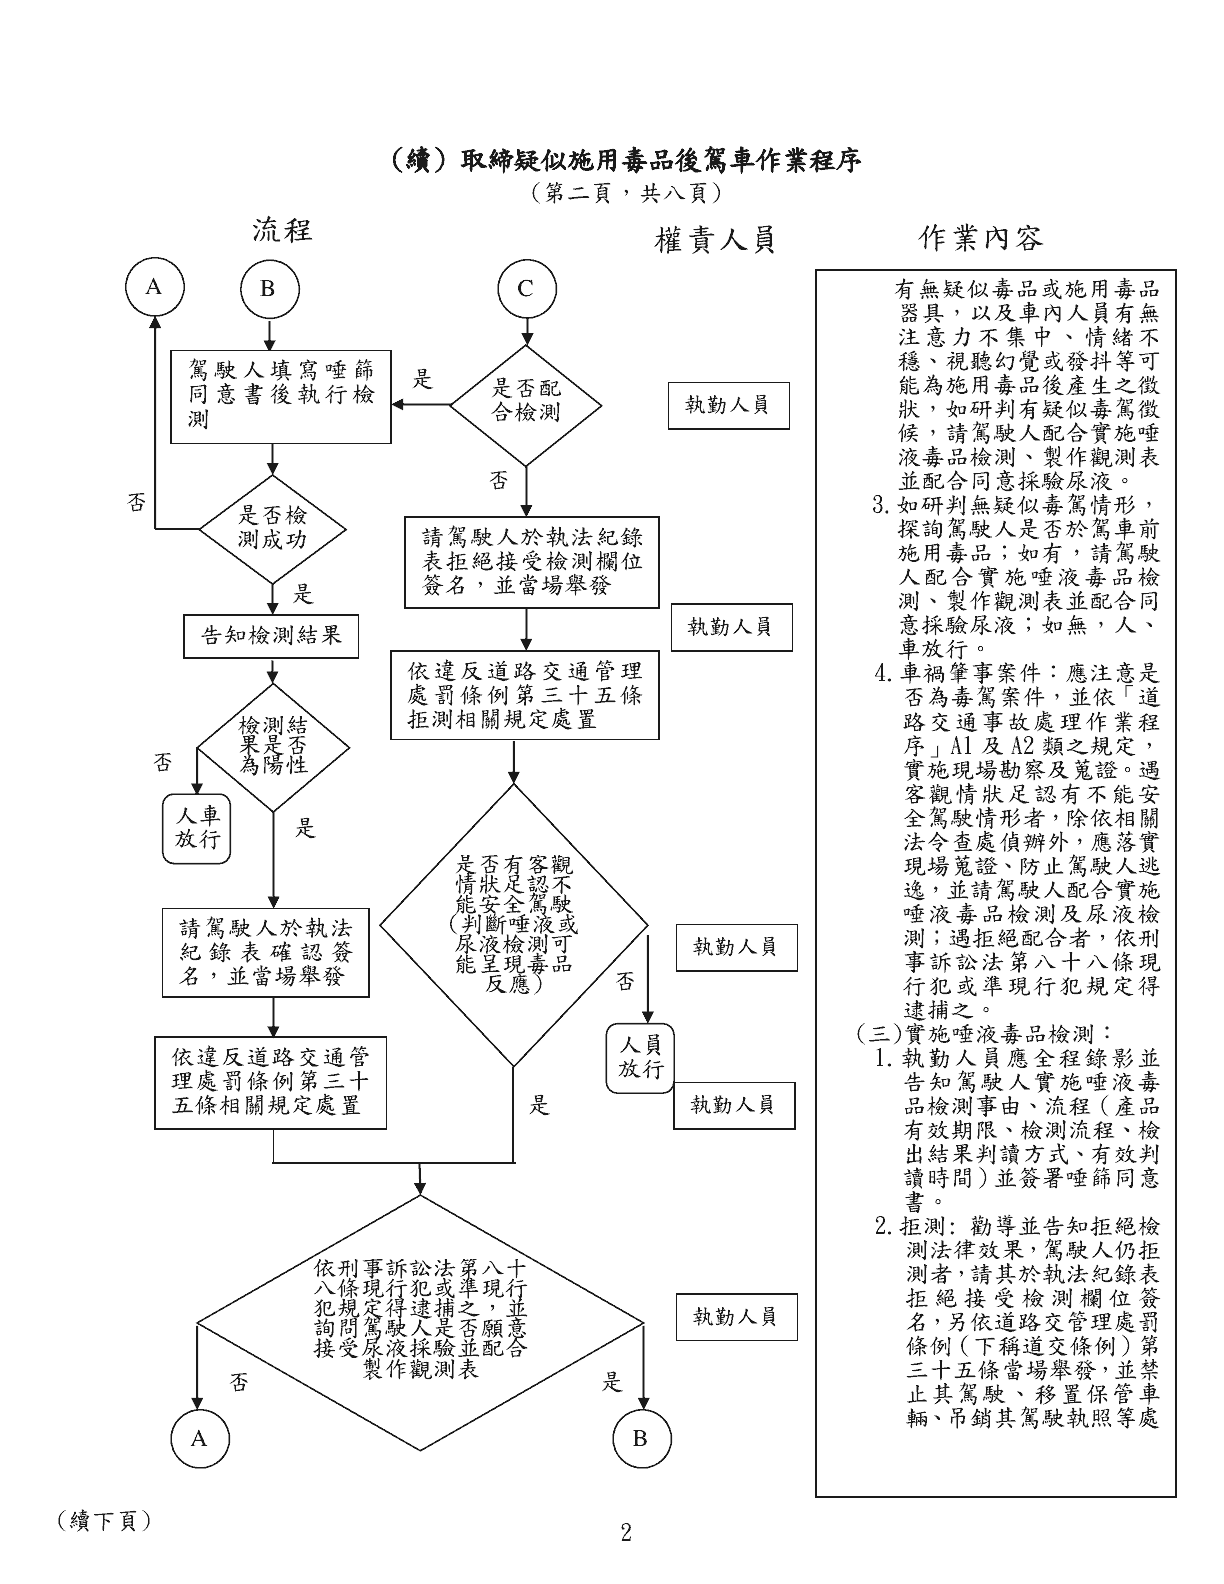 （續）取締疑似施用毒品後駕車作業程序
（第二頁，共八頁）
流程
權責人員
作業內容
A
B
C
駕駛人填寫唾篩
同意書後執行檢
測
是
是否配
合檢測
執勤人員
否
否
是否檢
測成功
是
請駕駛人於執法紀錄
表拒絕接受檢測欄位
簽名，並當場舉發
告知檢測結果
執勤人員
依違反道路交通管理
處罰條例第三十五條
拒測相關規定處置
檢測結
果是否
為陽性
否
人車
放行
是
是否有客觀
情狀足認不
能安全駕駛
（判斷唾液或
尿液檢測可
能呈現毒品
反應）
否
執勤人員
請駕駛人於執法
紀錄表確認簽
名，並當場舉發
人員
放行
依違反道路交通管
理處罰條例第三十
五條相關規定處置
是
執勤人員
依刑事訴訟法第八十
八條現行犯或準現行
犯規定得逮捕之，並
詢問駕駛人是否願意
接受尿液採驗並配合
製作觀測表
執勤人員
否
是
A
B
有無疑似毒品或施用毒品
器具，以及車內人員有無
注意力不集中、情緒不
穩、視聽幻覺或發抖等可
能為施用毒品後產生之徵
狀，如研判有疑似毒駕徵
候，請駕駛人配合實施唾
液毒品檢測、製作觀測表
並配合同意採驗尿液。
3.如研判無疑似毒駕情形，
探詢駕駛人是否於駕車前
施用毒品；如有，請駕駛
人配合實施唾液毒品檢
測、製作觀測表並配合同
意採驗尿液；如無，人、
車放行。
4.車禍肇事案件：應注意是
否為毒駕案件，並依「道
路交通事故處理作業程
序」A1 及 A2 類之規定，
實施現場勘察及蒐證。遇
客觀情狀足認有不能安
全駕駛情形者，除依相關
法令查處偵辦外，應落實
現場蒐證、防止駕駛人逃
逸，並請駕駛人配合實施
唾液毒品檢測及尿液檢
測；遇拒絕配合者，依刑
事訴訟法第八十八條現
行犯或準現行犯規定得
逮捕之。
(三)實施唾液毒品檢測：
1.執勤人員應全程錄影並
告知駕駛人實施唾液毒
品檢測事由、流程（產品
有效期限、檢測流程、檢
出結果判讀方式、有效判
讀時間）並簽署唾篩同意
書。
2.拒測: 勸導並告知拒絕檢
測法律效果，駕駛人仍拒
測者，請其於執法紀錄表
拒絕接受檢測欄位簽
名，另依道路交管理處罰
條例（下稱道交條例）第
三十五條當場舉發，並禁
止其駕駛、移置保管車
輛、吊銷其駕駛執照等處
（續下頁）
2